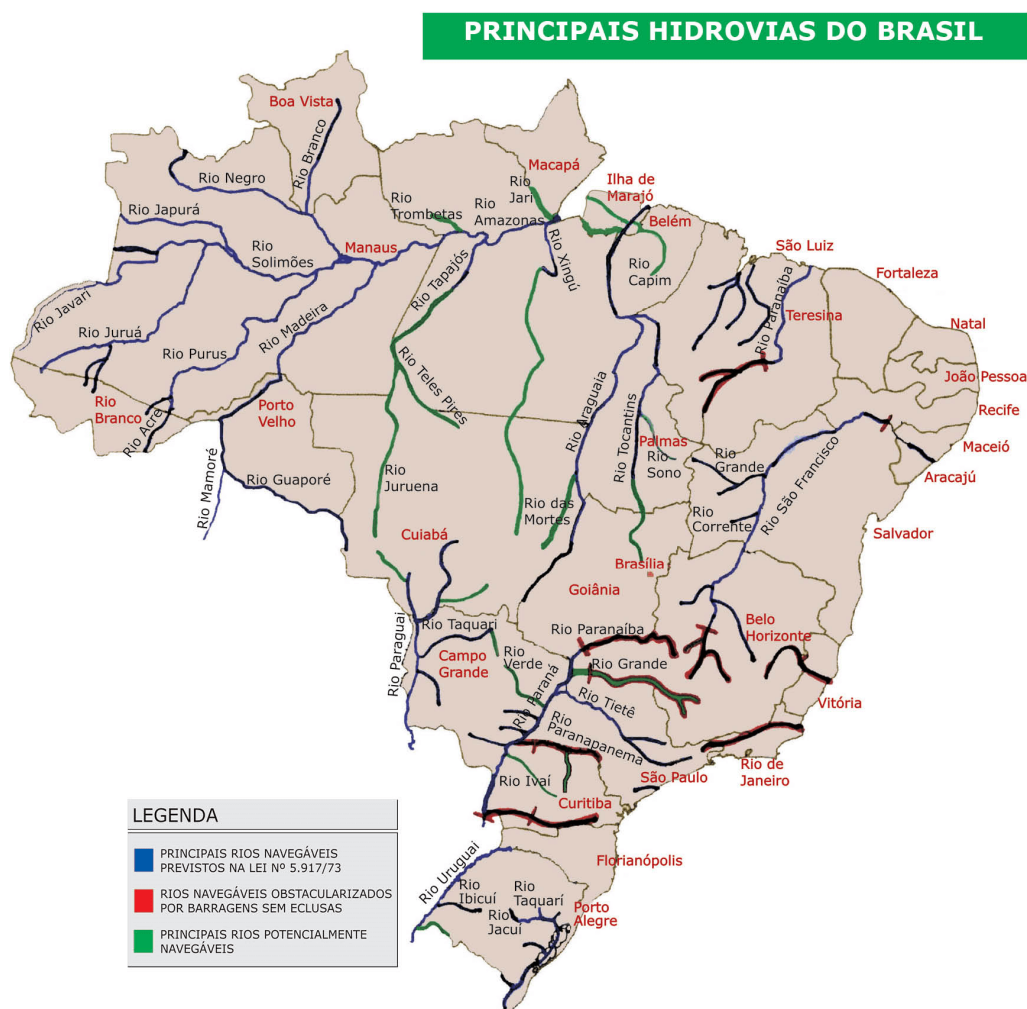 PRINCIPAIS HIDROVIAS DO BRASIL
Boa Vista
Rio Branco
Rio Negro
Rio Japurá
Rio
Solimões
Manaus
Rio
Trombetas
Rio
Jari
Macapá
Rio
Amazonas
Ilha de
Marajó
Belém
Rio
Capim
Rio Xingú
Rio Tapajós
São Luiz
Fortaleza
Rio Paranaíba
Teresina
Natal
João Pessoa
Recife
Maceió
Aracajú
Salvador
Rio Javari
Rio Juruá
Rio Purus
Rio Madeira
Rio
Branco
Rio Acre
Porto
Velho
Rio Mamoré
Rio Guaporé
Rio Teles Pires
Rio
Juruena
Rio das
Mortes
Rio Araguaia
Rio Tocantins
Palmas
Rio
Sono
Rio
Grande
Rio
Corrente
Rio São Francisco
Cuiabá
Brasília
Goiânia
Belo
Horizonte
Rio Paraguai
Rio Taquari
Campo
Grande
Rio
Verde
Rio Paranaíba
Rio Grande
Rio Paraná
Rio Tietê
Rio
Paranapanema
Vitória
Rio de
Janeiro
São Paulo
Rio Ivaí
Curitiba
Florianópolis
Rio Uruguai
Rio
Ibicuí
Rio
Taquarí
Rio
Jacuí
Porto
Alegre
LEGENDA
PRINCIPAIS RIOS NAVEGÁVEIS
PREVISTOS NA LEI Nº 5.917/73
RIOS NAVEGÁVEIS OBSTACULARIZADOS
POR BARRAGENS SEM ECLUSAS
PRINCIPAIS RIOS POTENCIALMENTE
NAVEGÁVEIS